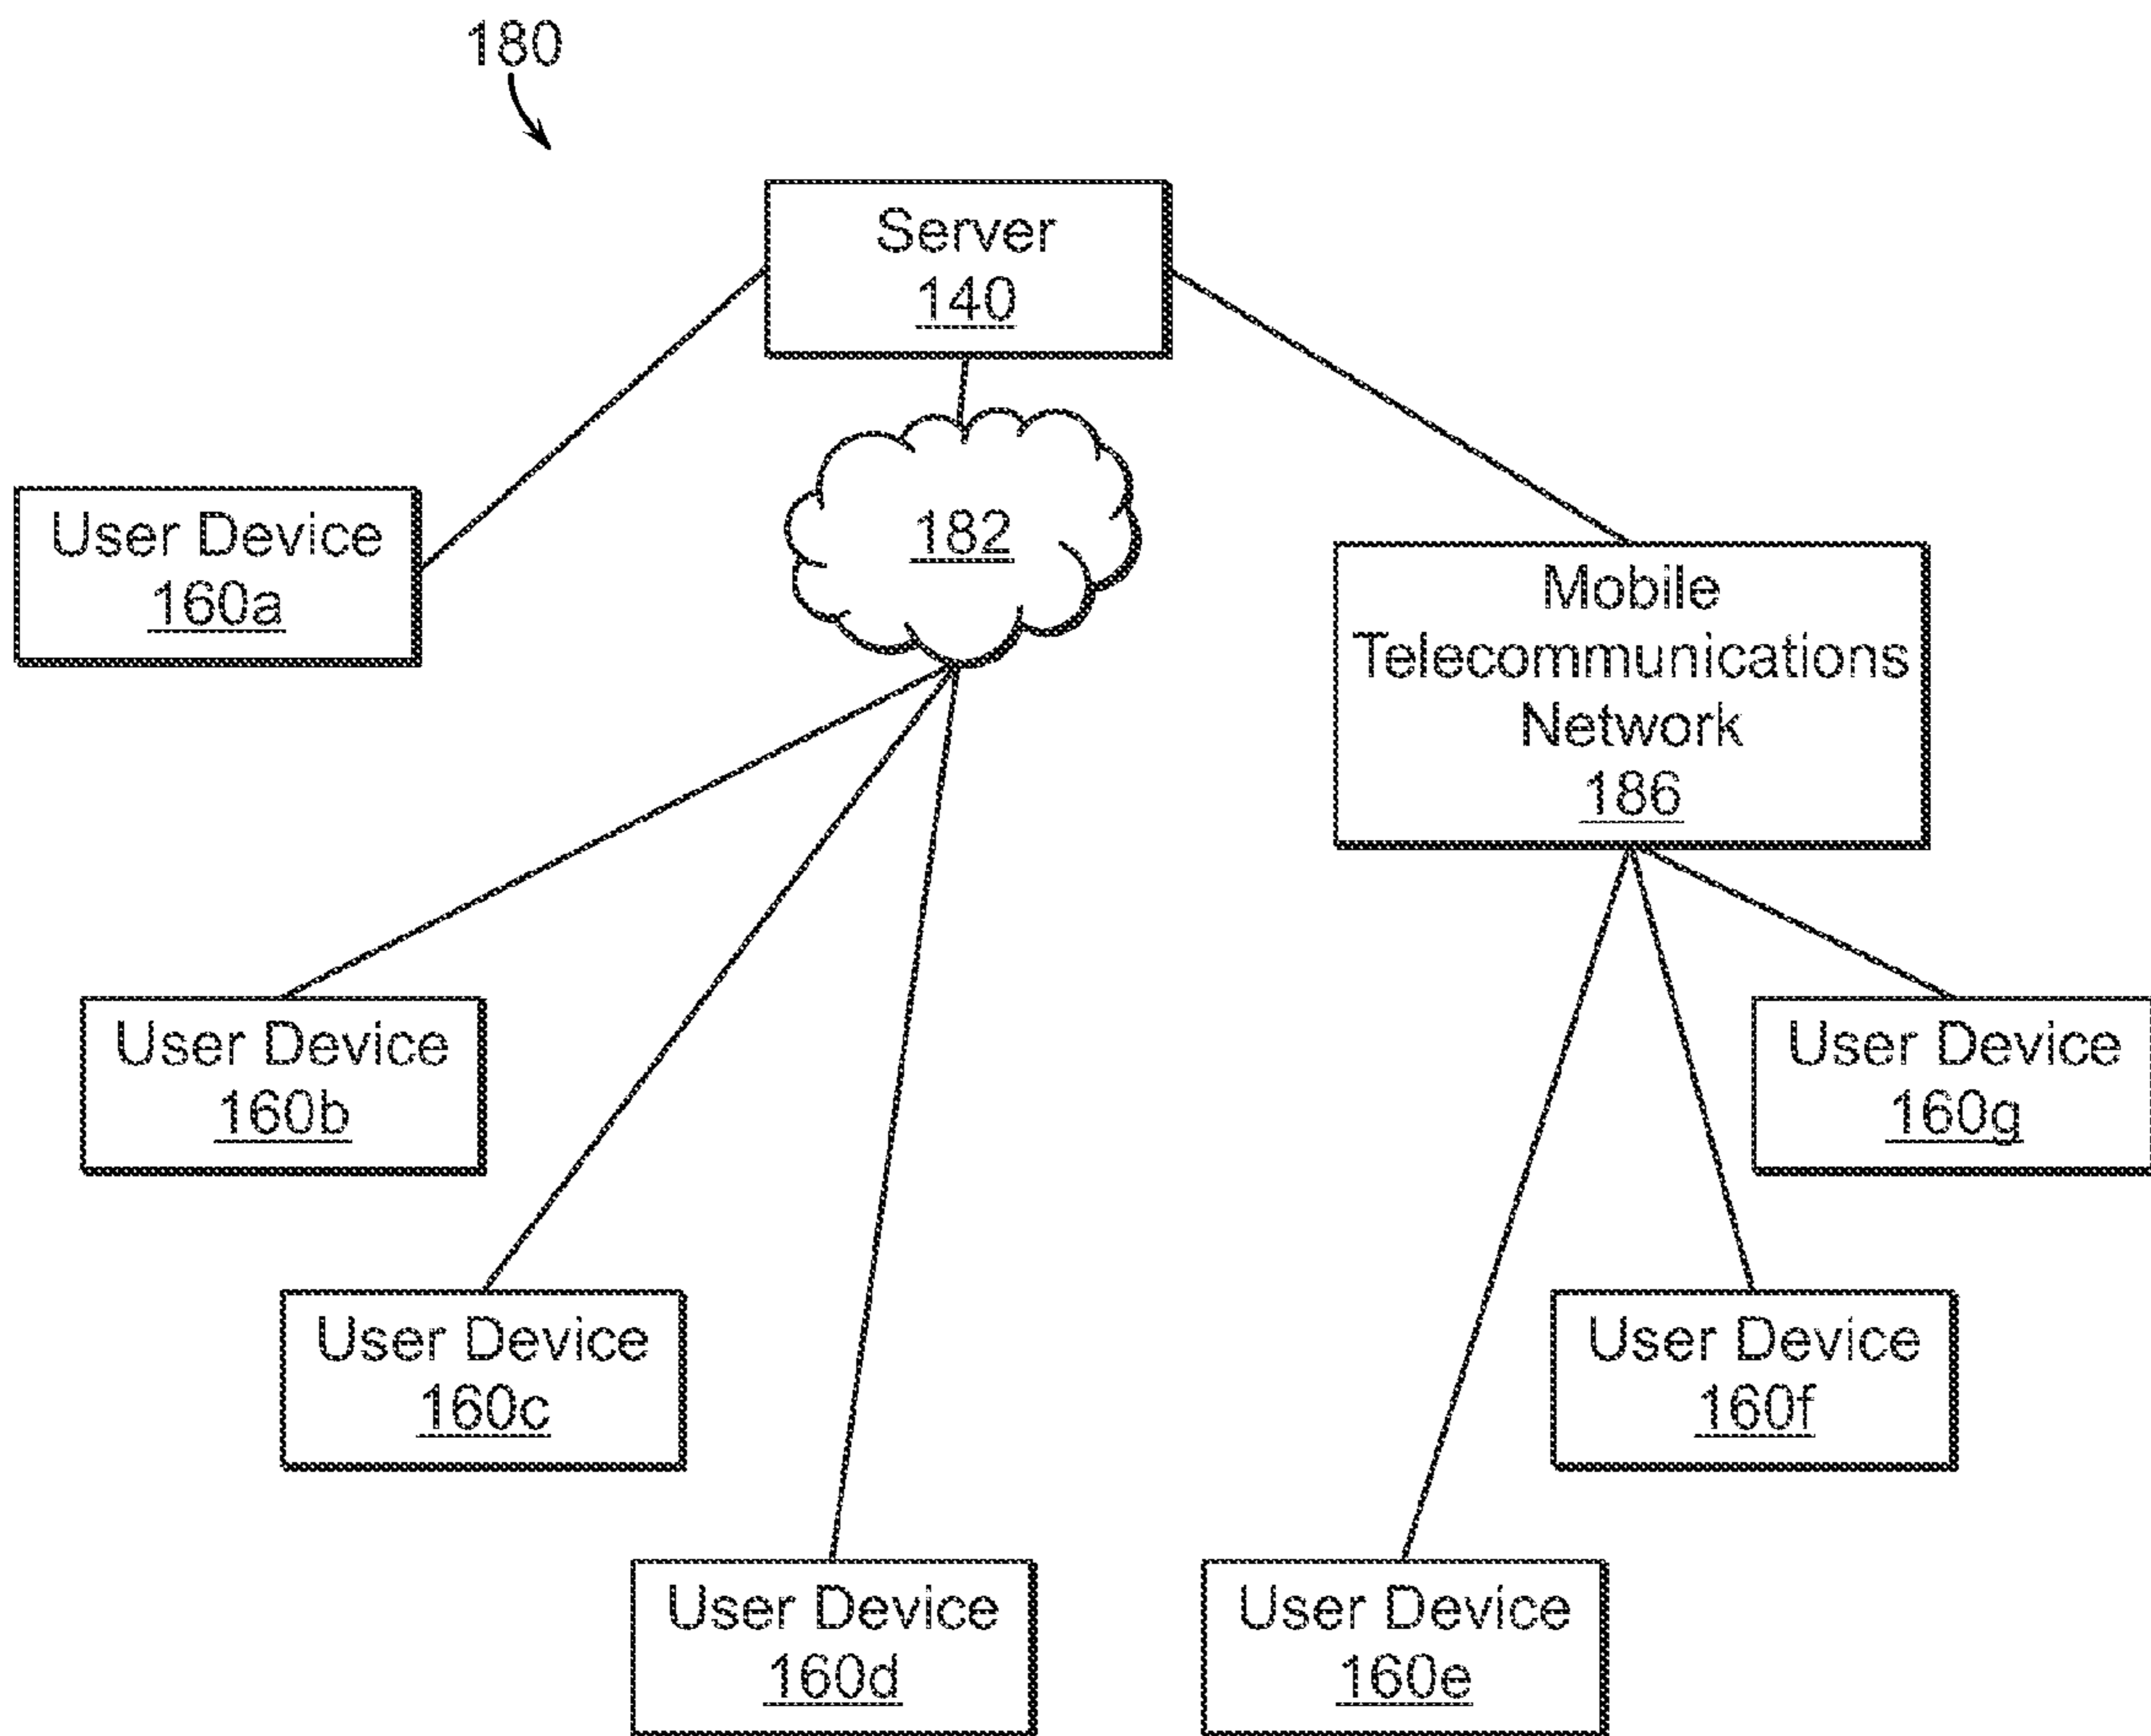 180
Server
140
User Device
160a
182
Mobile
Telecommunications
Network
186
User Device
160b
User Device
160g
User Device
160c
User Device
160f
User Device
160d
User Device
160e